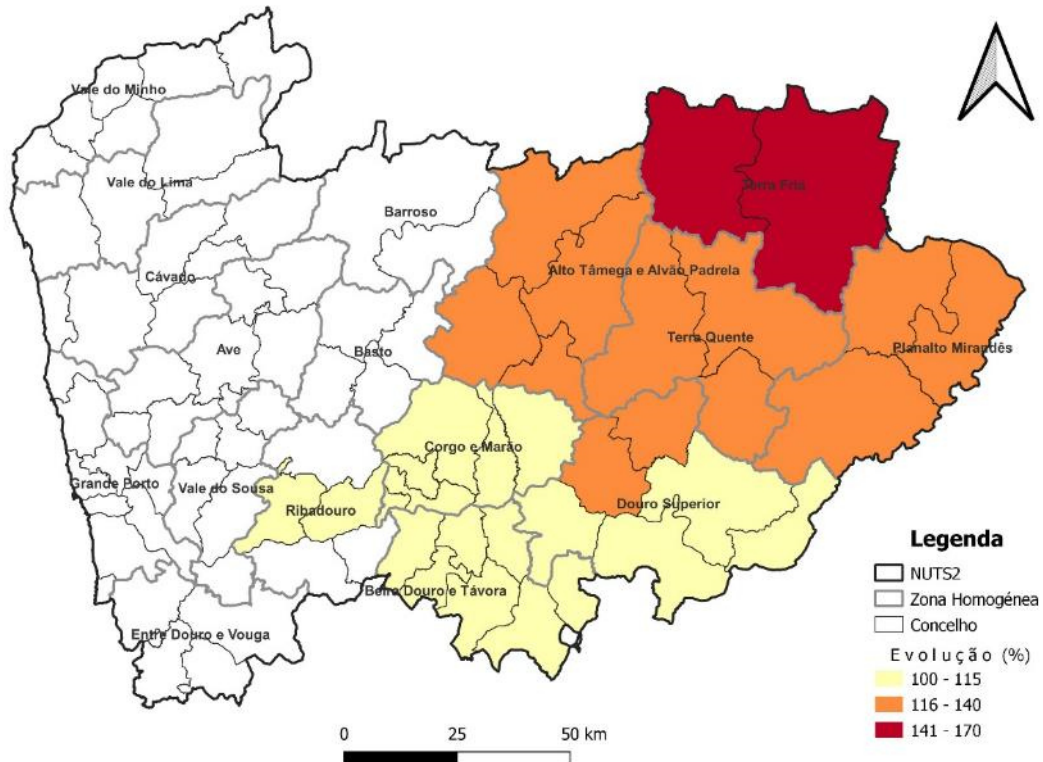 Vale do Minho
Vale do Lima
Barroso
Terra Fria
Cávado
Alto Tâmega e Alvão Padrela
Ave
Basto
Terra Quente
Planalto Mirandês
Corgo e Marão
Grande Porto
Vale do Sousa
Ribadouro
Douro Superior
Beira Douro e Távora
Entre Douro e Vouga
Legenda
NUTS2
Zona Homogénea
Concelho
Evolução (%)
100 - 115
116 - 140
141 - 170
0 25 50 km